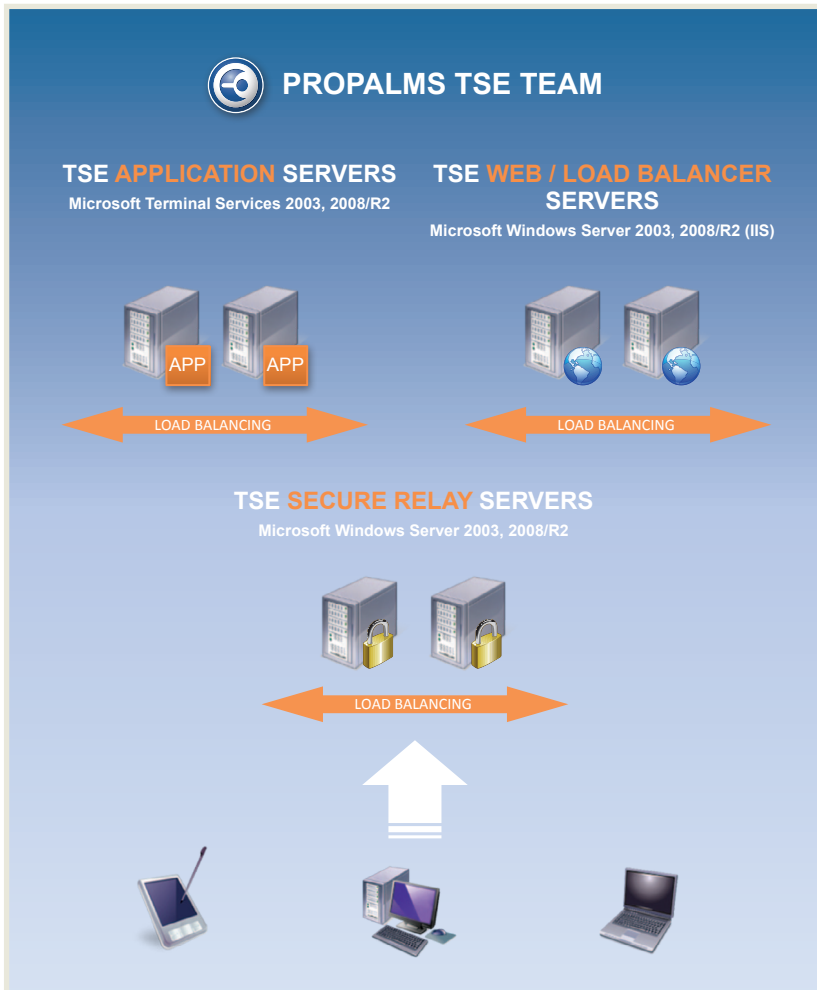 PROPALMS TSE TEAM
TSE APPLICATION SERVERS
Microsoft Terminal Services 2003, 2008/R2
TSE WEB / LOAD BALANCER
SERVERS
Microsoft Windows Server 2003, 2008/R2 (IIS)
APP
APP
LOAD BALANCING
LOAD BALANCING
TSE SECURE RELAY SERVERS
Microsoft Windows Server 2003, 2008/R2
LOAD BALANCING